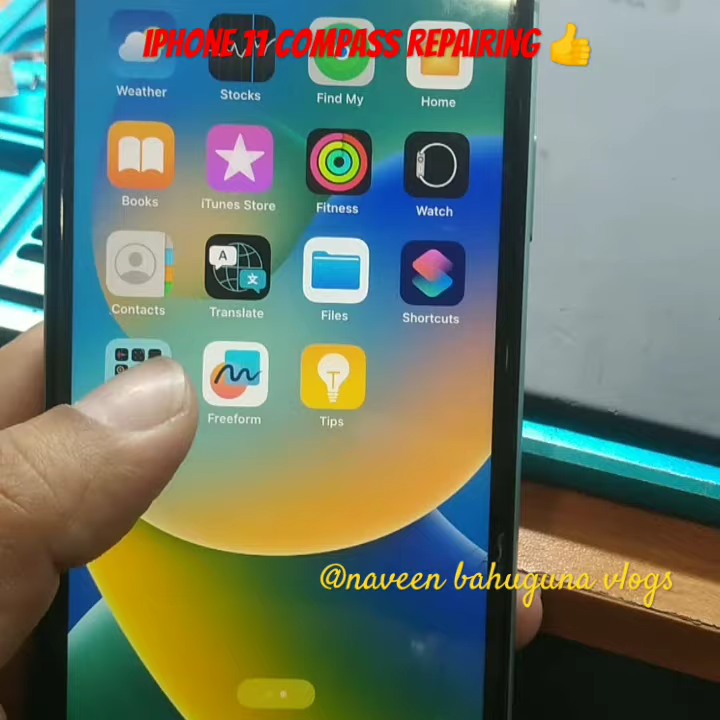 IPHONE 11 COMPASS REPAIRING 👍
Weather
Stocks
Find My
Home
Books
iTunes Store
Fitness
Watch
Contacts
Translate
Files
Shortcuts
Freeform
Tips
@naveen bahuguna vlogs